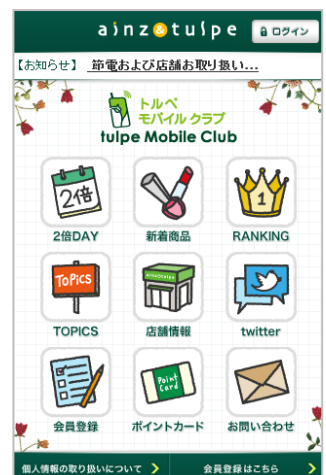 ainz&tulpe
ログイン
【お知らせ】 節電および店舗お取り扱い...
トルペ
モバイル クラブ
tulpe Mobile Club
2倍
1
2倍DAY
新着商品
RANKING
TOPiCS
ainz&tulpe
TOPICS
店舗情報
twitter
Point
Card
会員登録
ポイントカード
お問い合わせ
個人情報の取り扱いについて
会員登録はこちら